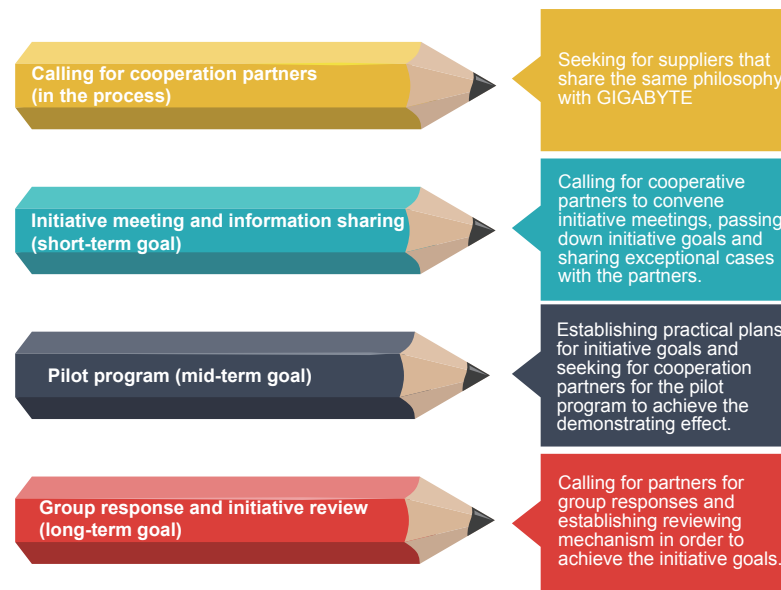 Calling for cooperation partners
(in the process)
Seeking for suppliers that
share the same philosophy
with GIGABYTE
Initiative meeting and information sharing
(short-term goal)
Calling for cooperative
partners to convene
initiative meetings, passing
down initiative goals and
sharing exceptional cases
with the partners.
Pilot program (mid-term goal)
Establishing practical plans
for initiative goals and
seeking for cooperation
partners for the pilot
program to achieve the
demonstrating effect.
Group response and initiative review
(long-term goal)
Calling for partners for
group responses and
establishing reviewing
mechanism in order to
achieve the initiative goals.